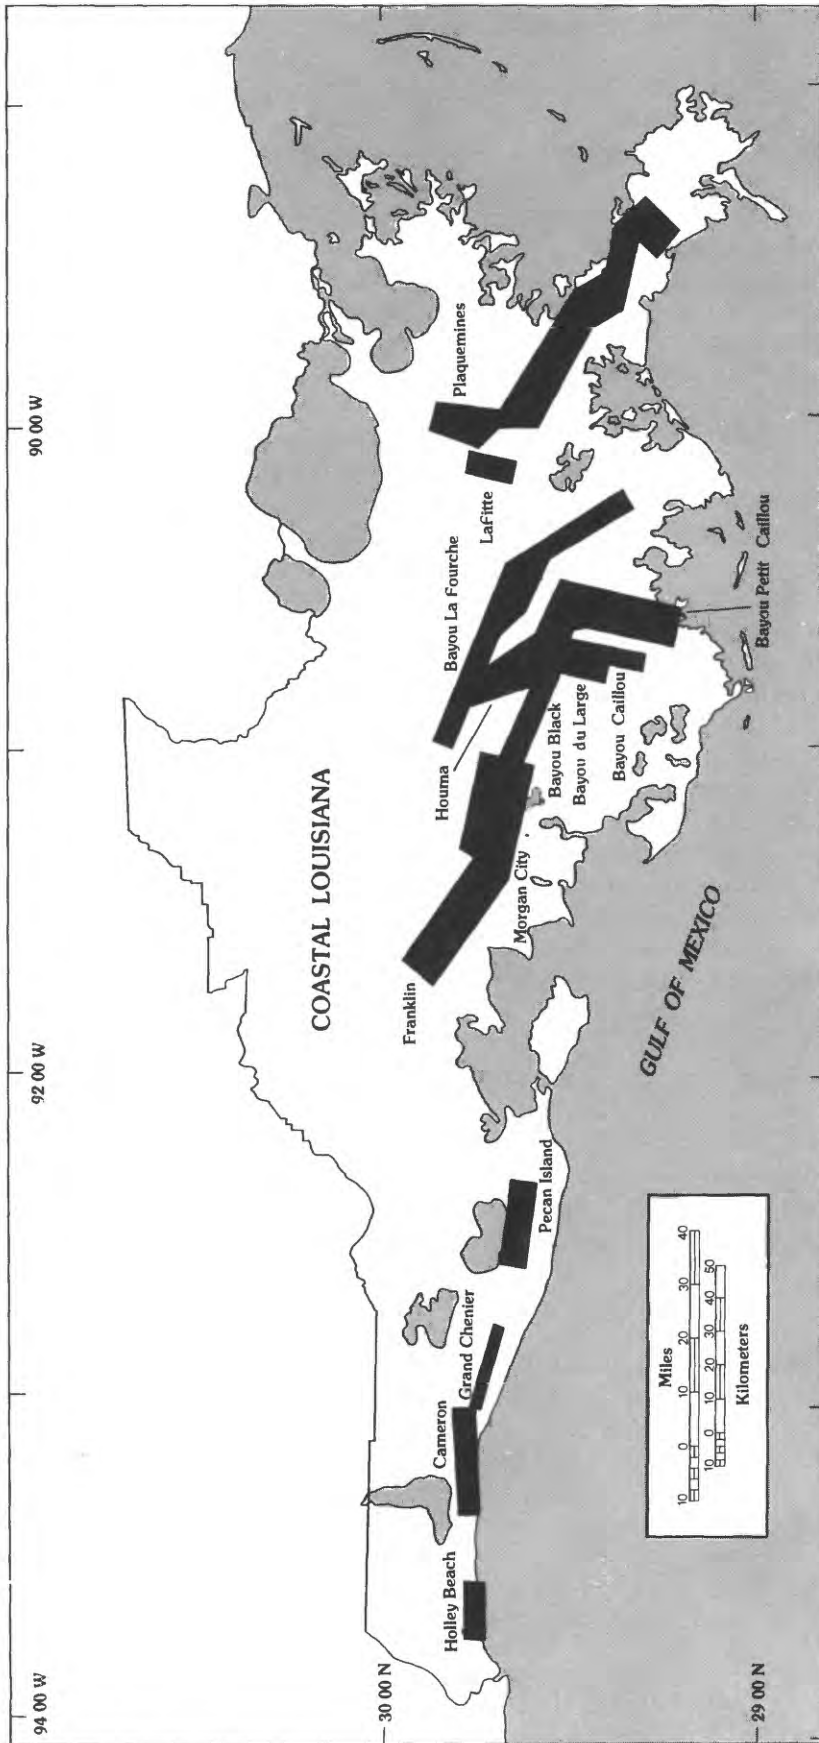 94 00 W
92 00 W
90 00 W
30 00 N
29 00 N
COASTAL LOUISIANA
GULF OF MEXICO
Holley Beach
Cameron
Grand Chenier
Pecan Island
Franklin
Morgan City
Houma
Bayou Black
Bayou du Large
Bayou Caillou
Bayou La Fourche
Bayou Petit Caillou
Lafitte
Plaquemines
Miles
10 0 10 20 30 40
10 0 10 20 30 40 50
Kilometers